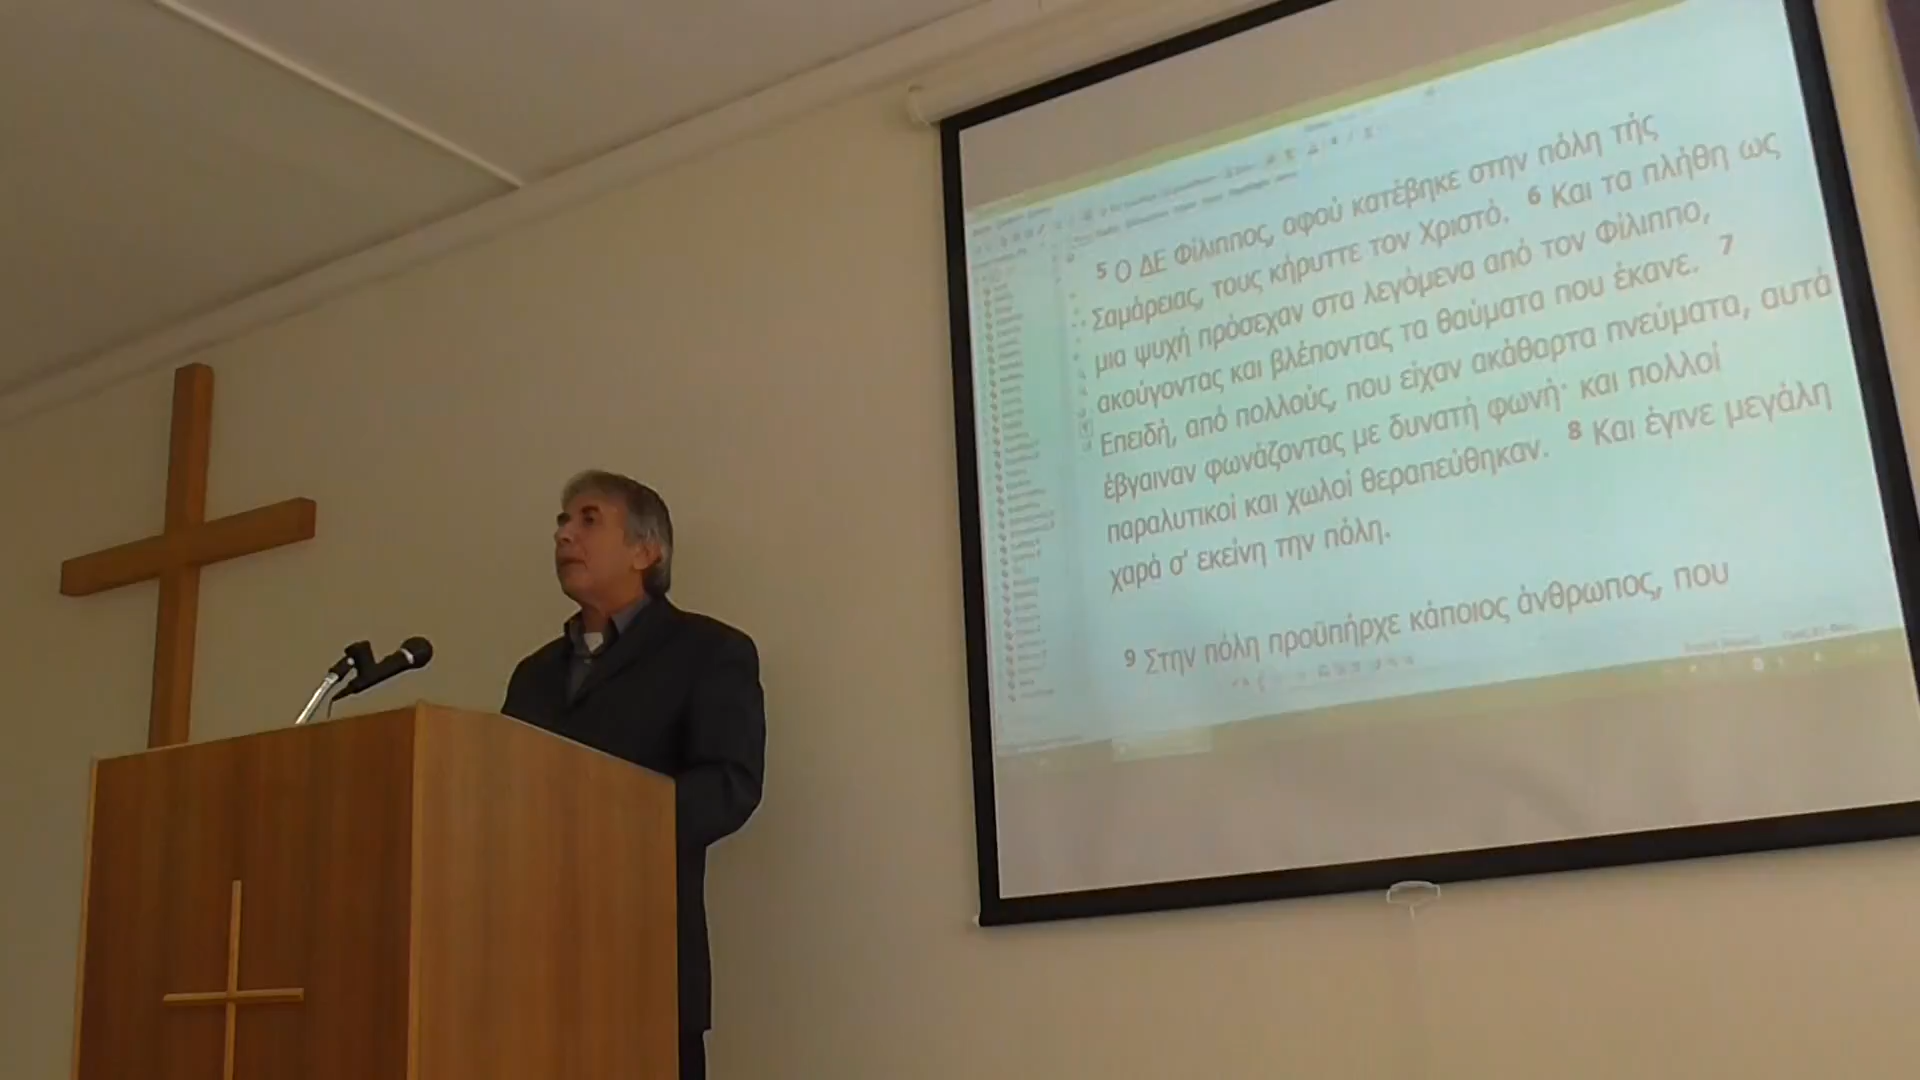 5 Ο ΔΕ Φίλιππος, αφού κατέβηκε στην πόλη τής
Σαμάρειας, τους κήρυττε τον Χριστό. 6 Και τα πλήθη ως
μια ψυχή πρόσεχαν στα λεγόμενα από τον Φίλιππο,
ακούγοντας και βλέποντας τα θαύματα που έκανε. 7
Επειδή, από πολλούς, που είχαν ακάθαρτα πνεύματα, αυτά
έβγαιναν φωνάζοντας με δυνατή φωνή· και πολλοί
παραλυτικοί και χωλοί θεραπεύθηκαν. 8 Και έγινε μεγάλη
χαρά σ' εκείνη την πόλη.
9 Στην πόλη προϋπήρχε κάποιος άνθρωπος, που